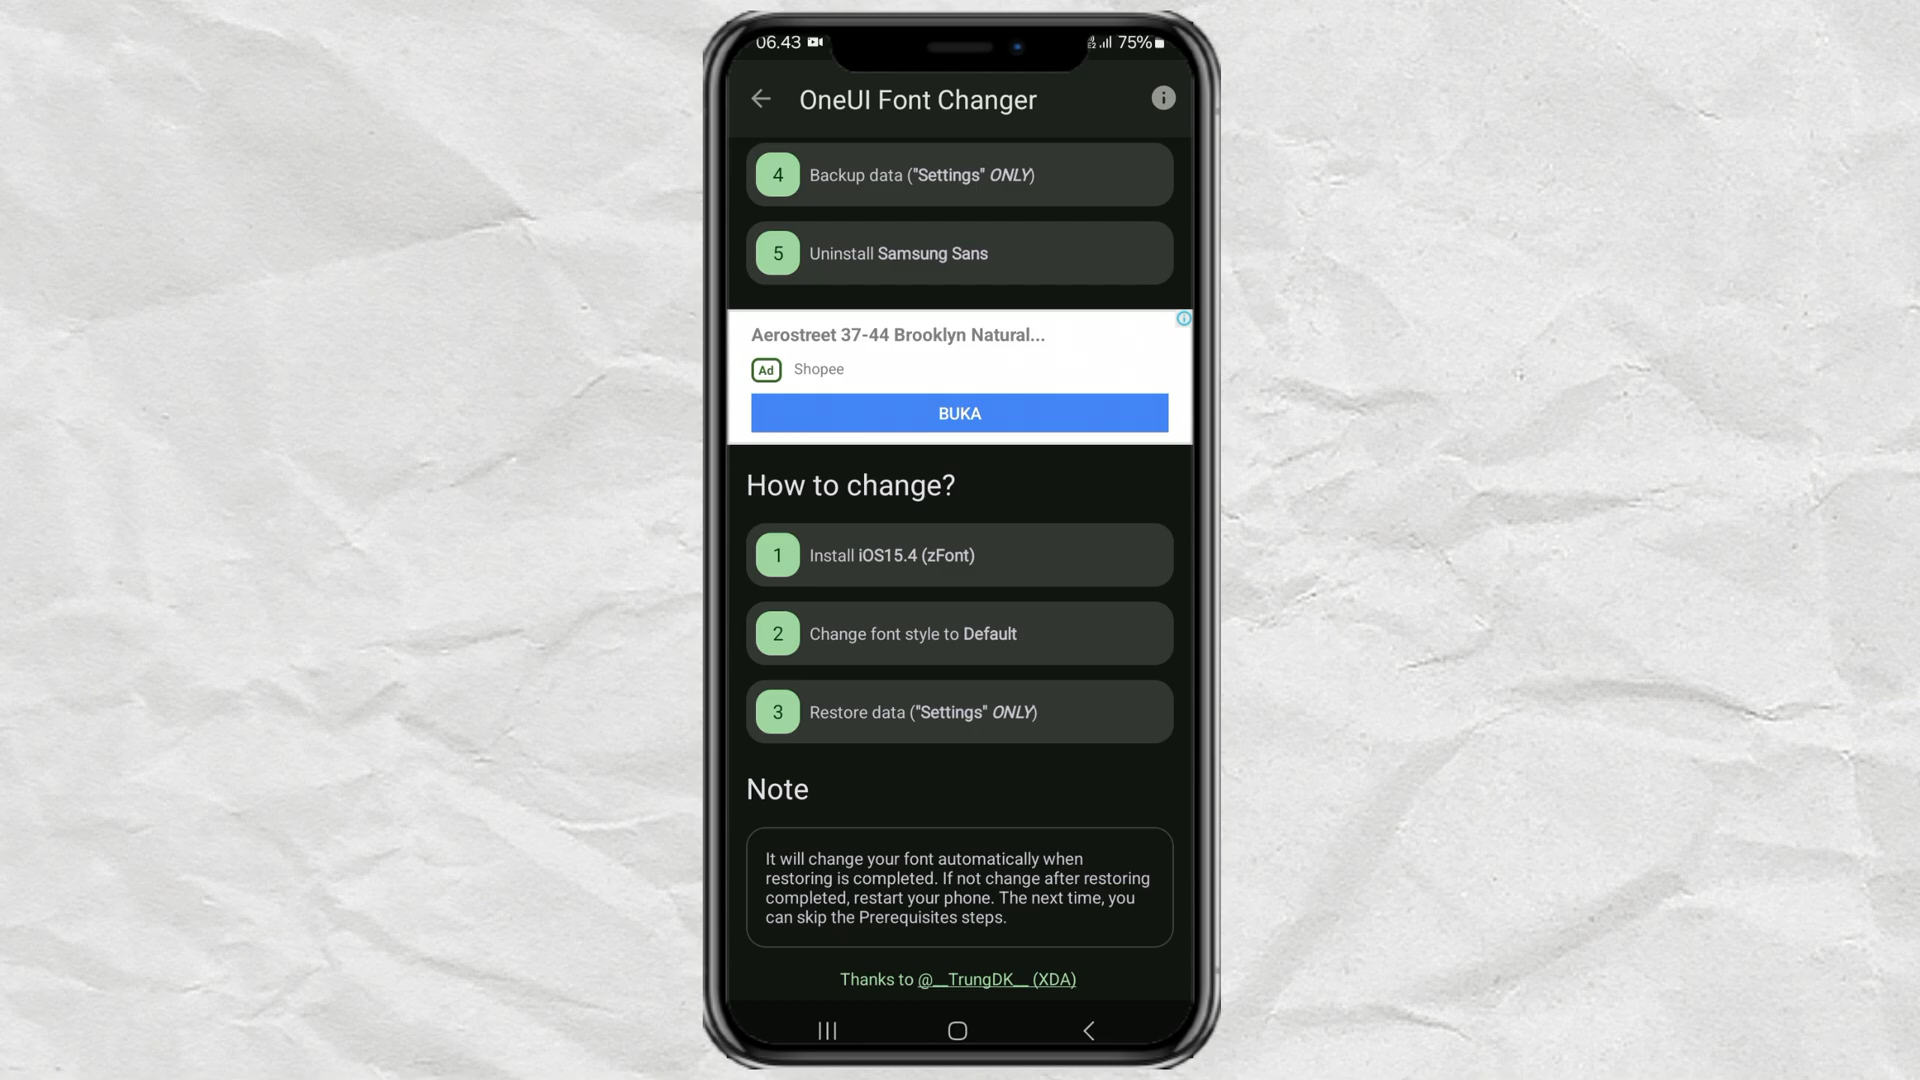 06.43 75%
OneUI Font Changer
4 Backup data ("Settings" ONLY)
5 Uninstall Samsung Sans
Aerostreet 37-44 Brooklyn Natural...
Ad Shopee
BUKA
How to change?
1 Install iOS15.4 (zFont)
2 Change font style to Default
3 Restore data ("Settings" ONLY)
Note
It will change your font automatically when
restoring is completed. If not change after restoring
completed, restart your phone. The next time, you
can skip the Prerequisites steps.
Thanks to @__TrungDK__ (XDA)